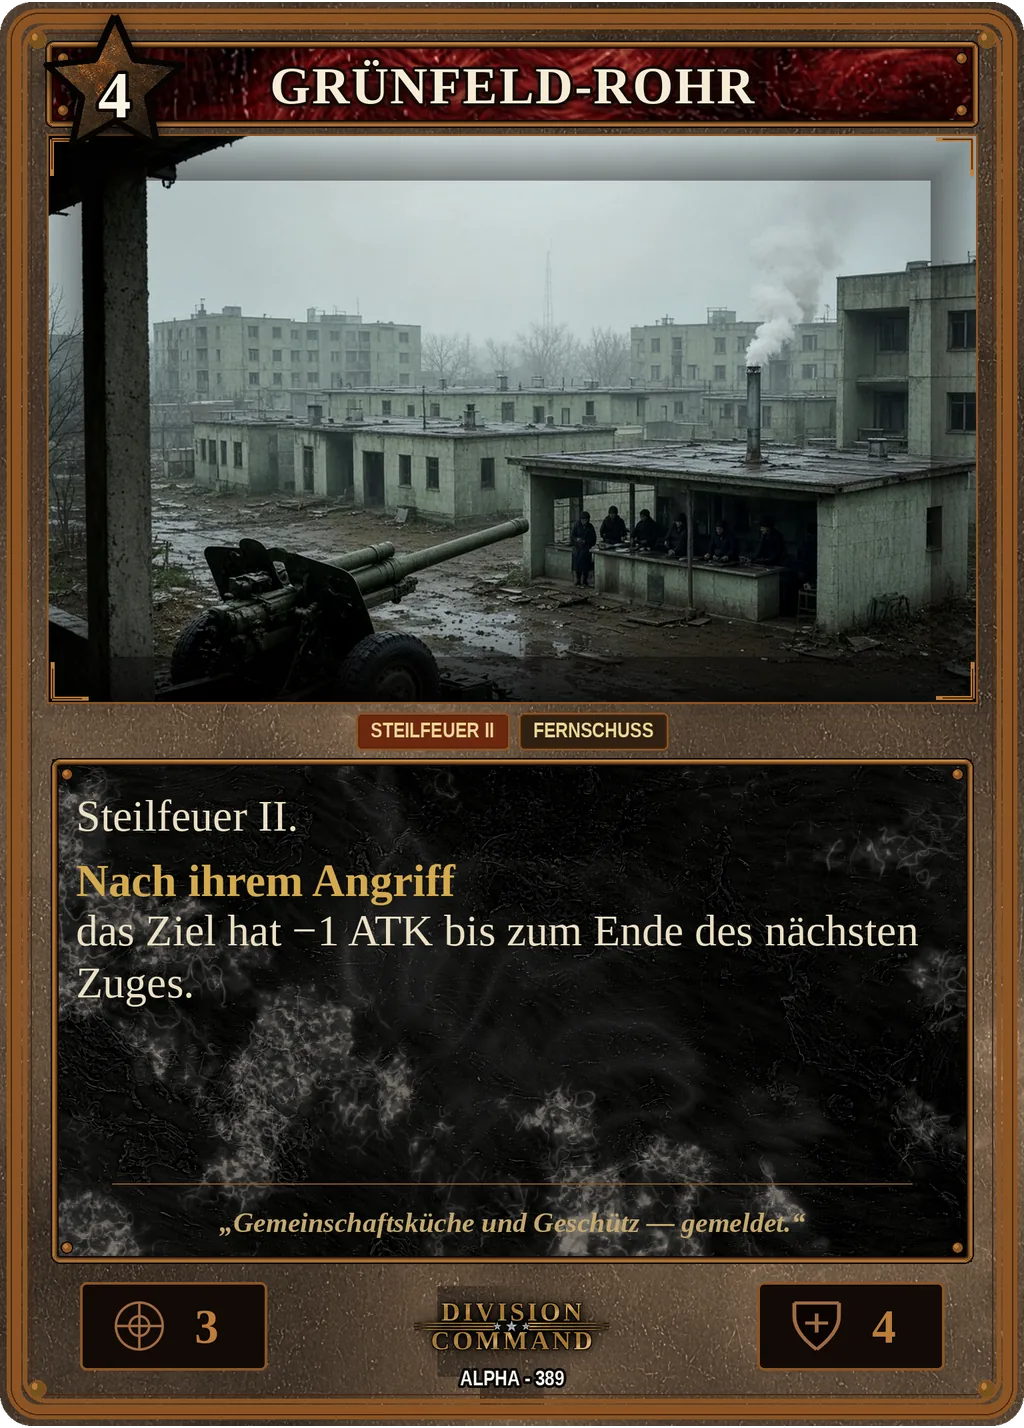 4
GRÜNFELD-ROHR
STEILFEUER II
FERNSCHUSS
Steilfeuer II.
Nach ihrem Angriff
das Ziel hat −1 ATK bis zum Ende des nächsten
Zuges.
„Gemeinschaftsküche und Geschütz — gemeldet.“
3
DIVISION
COMMAND
4
ALPHA - 389